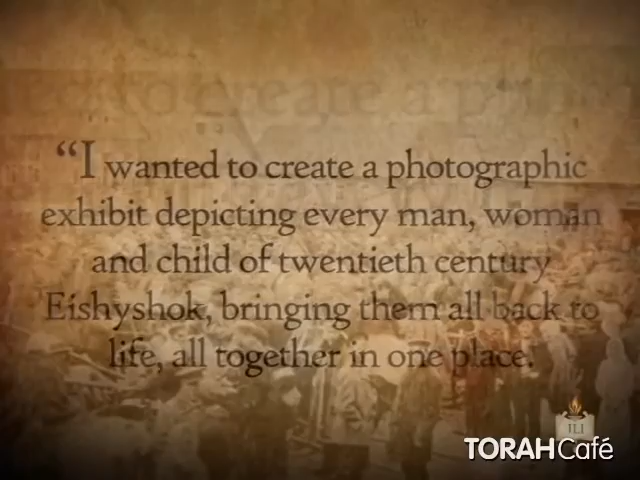 “I wanted to create a photographic
exhibit depicting every man, woman
and child of twentieth century
Eishyshok, bringing them all back to
life, all together in one place.
JLI
TORAHCafé